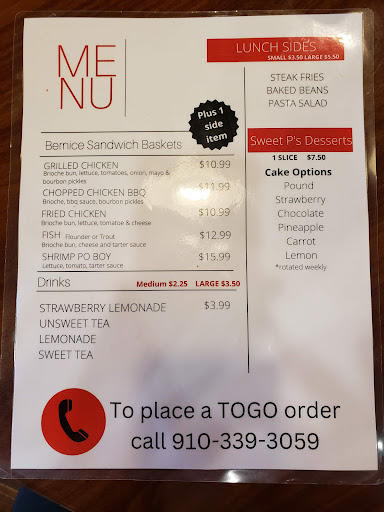 ME
NU
Plus 1
side
item
Bernice Sandwich Baskets
GRILLED CHICKEN $10.99
Brioche bun, lettuce, tomatoes, onion, mayo &
bourbon pickles
CHOPPED CHICKEN BBQ $11.99
Brioche, bbq sauce, bourbon pickles
FRIED CHICKEN $10.99
Brioche bun, lettuce, tomatoe & cheese
FISH Flounder or Trout $12.99
Brioche bun, cheese and tarter sauce
SHRIMP PO BOY $15.99
Lettuce, tomato, tarter sauce
Drinks Medium $2.25 LARGE $3.50
STRAWBERRY LEMONADE $3.99
UNSWEET TEA
LEMONADE
SWEET TEA
LUNCH SIDES
SMALL $3.50 LARGE $5.50
STEAK FRIES
BAKED BEANS
PASTA SALAD
Sweet P's Desserts
1 SLICE $7.50
Cake Options
Pound
Strawberry
Chocolate
Pineapple
Carrot
Lemon
*rotated weekly
To place a TOGO order
call 910-339-3059